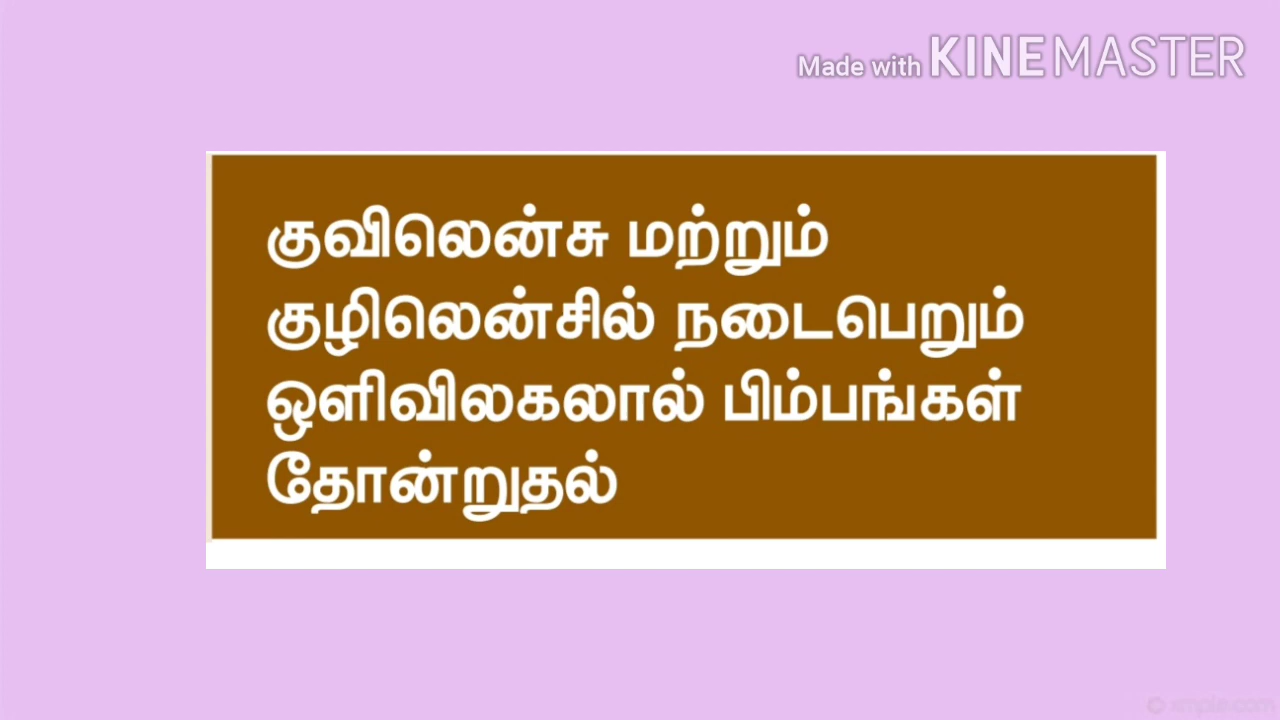 Made with KINEMASTER
குவிலென்சு மற்றும்
குழிலென்சில் நடைபெறும்
ஒளிவிலகலால் பிம்பங்கள்
தோன்றுதல்